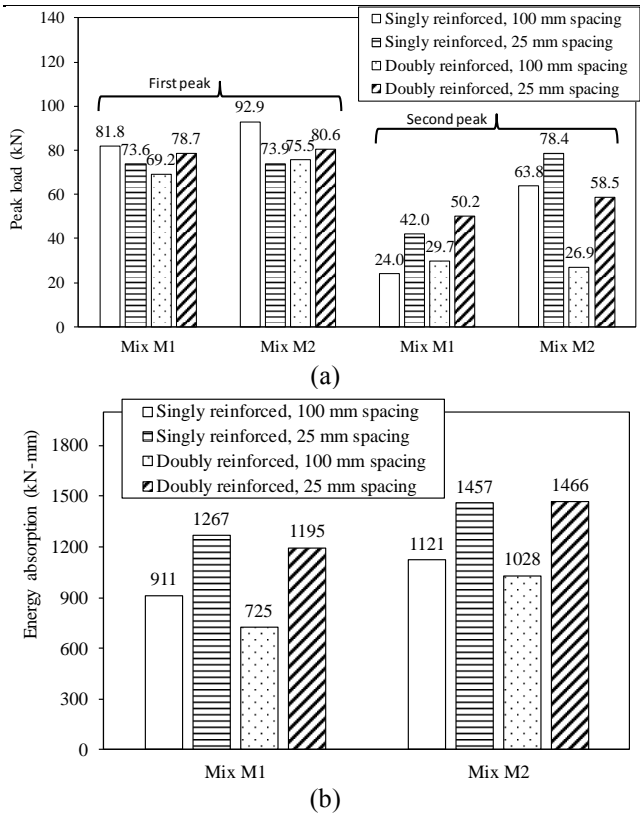 140
120
100
80
60
40
20
0
Peak load (kN)
Singly reinforced, 100 mm spacing
Singly reinforced, 25 mm spacing
Doubly reinforced, 100 mm spacing
Doubly reinforced, 25 mm spacing
First peak
Second peak
81.8
73.6
69.2
78.7
92.9
73.9
75.5
80.6
24.0
42.0
29.7
50.2
63.8
78.4
26.9
58.5
Mix M1
Mix M2
Mix M1
Mix M2
(a)
1800
1500
1200
900
600
300
0
Energy absorption (kN-mm)
Singly reinforced, 100 mm spacing
Singly reinforced, 25 mm spacing
Doubly reinforced, 100 mm spacing
Doubly reinforced, 25 mm spacing
911
1267
725
1195
1121
1457
1028
1466
Mix M1
Mix M2
(b)